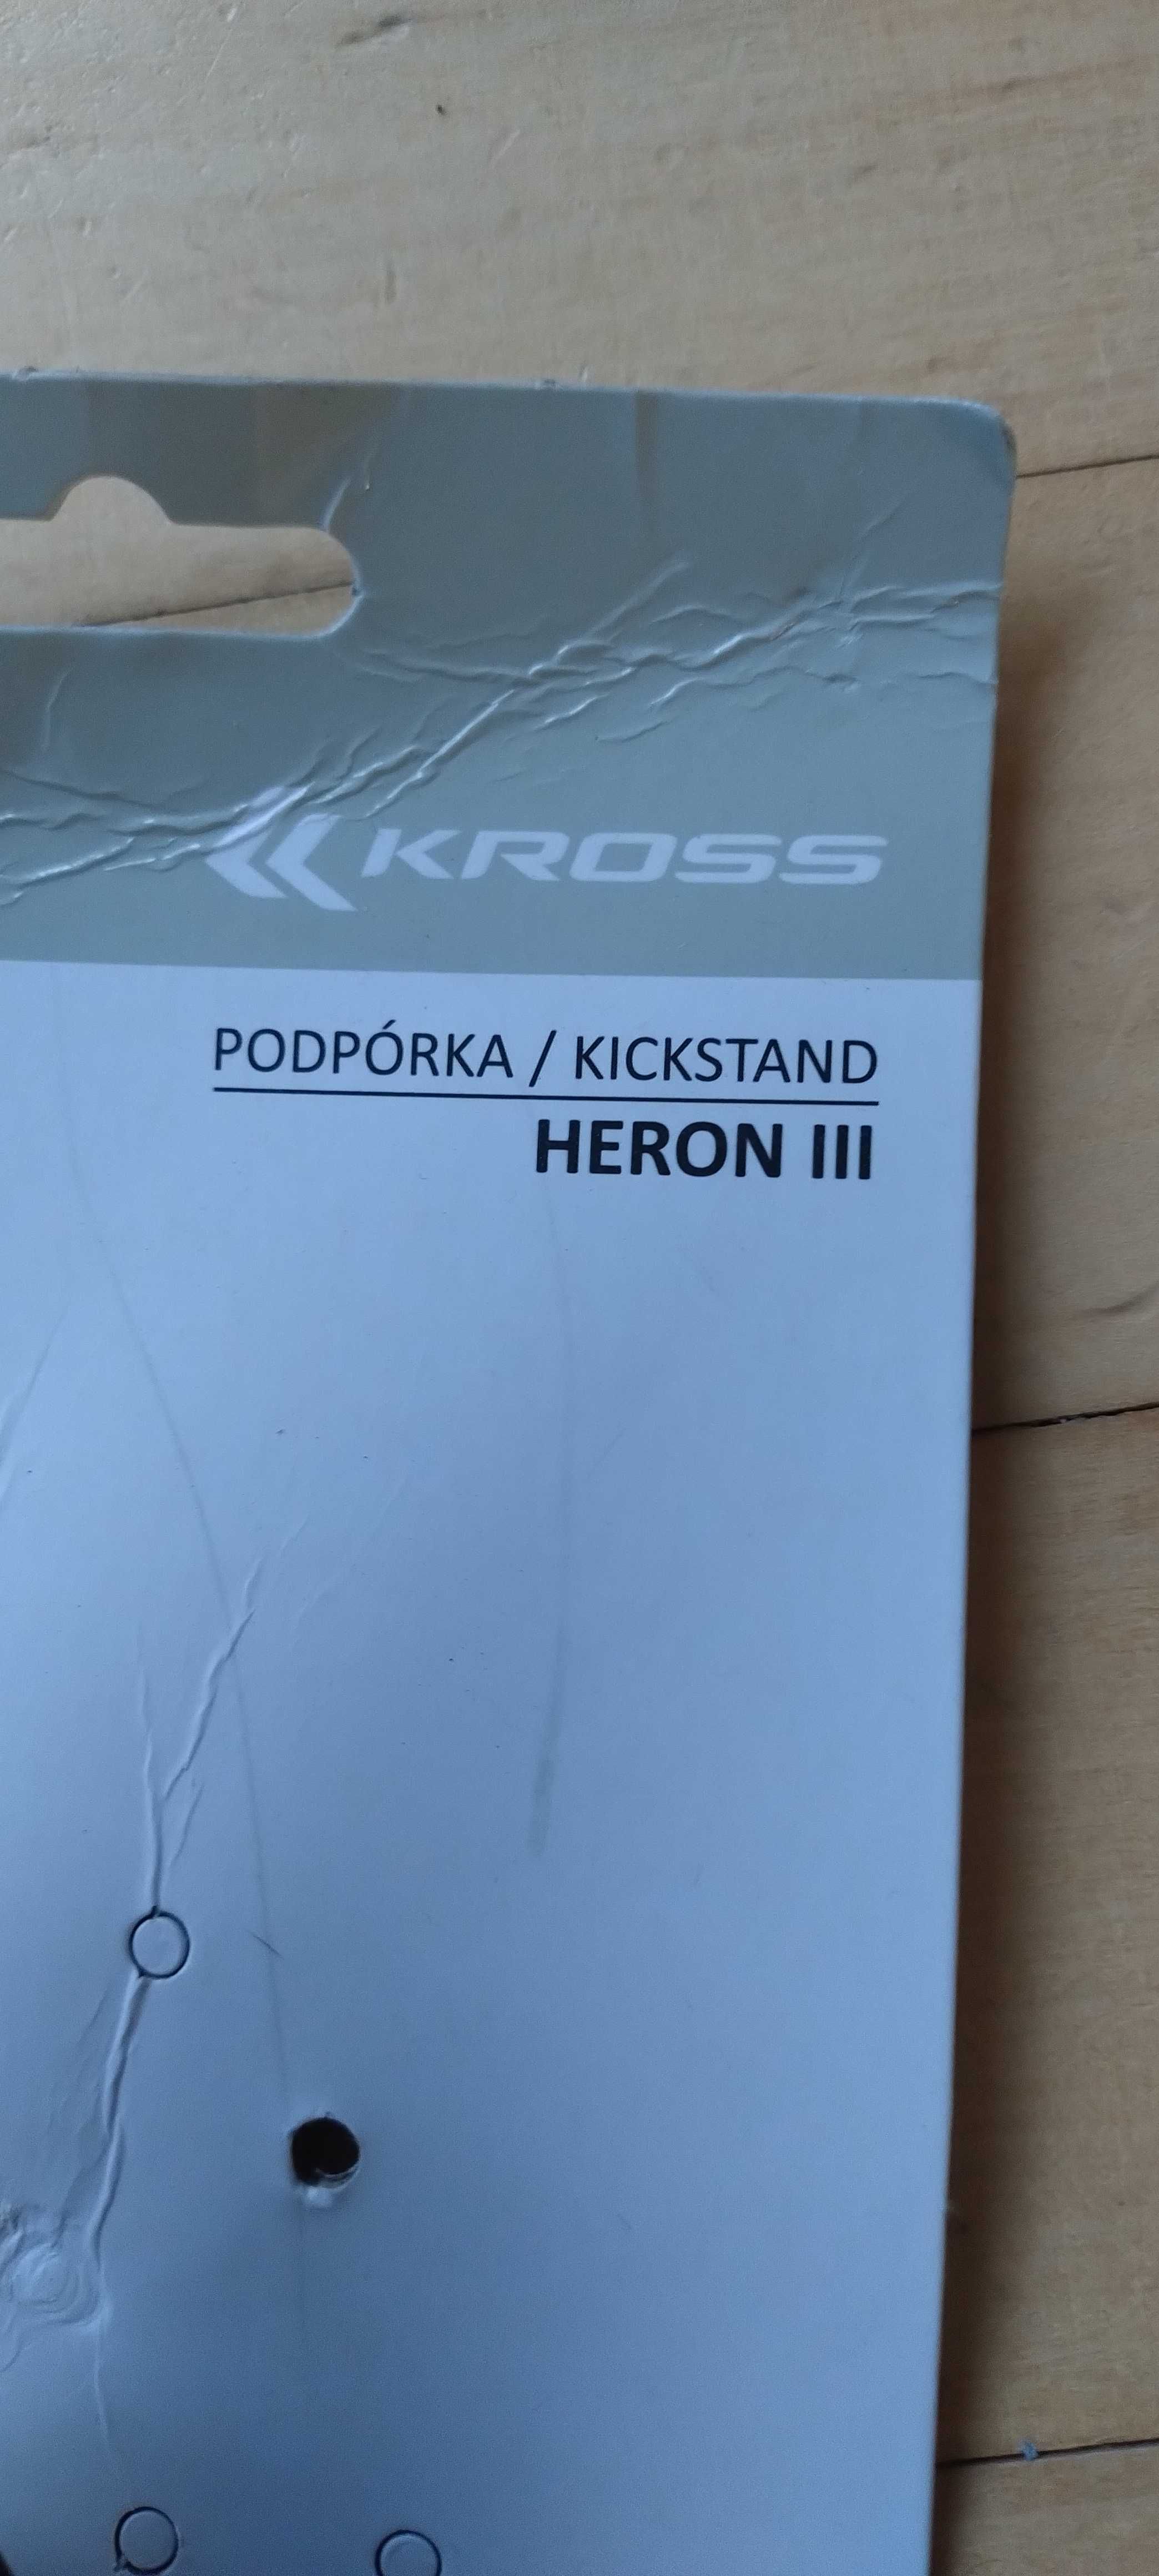 KROSS
PODPÓRKA / KICKSTAND
HERON III